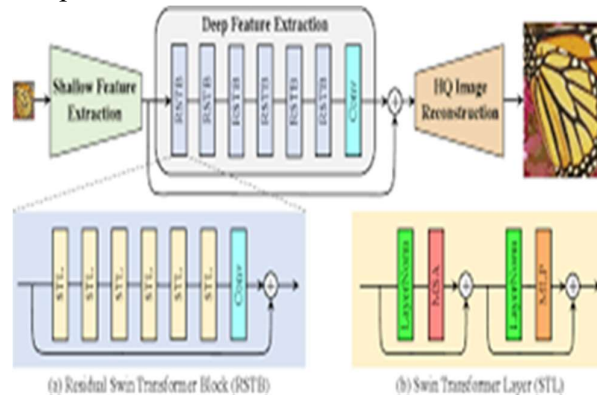 Deep Feature Extraction
Shallow Feature
Extraction
RSTB
RSTB
RSTB
RSTB
RSTB
RSTB
Conv
+
HQ Image
Reconstruction
STL
STL
STL
STL
STL
STL
Conv
+
LayerNorm
MSA
+
LayerNorm
MLP
+
(a) Residual Swin Transformer Block (RSTB)
(b) Swin Transformer Layer (STL)